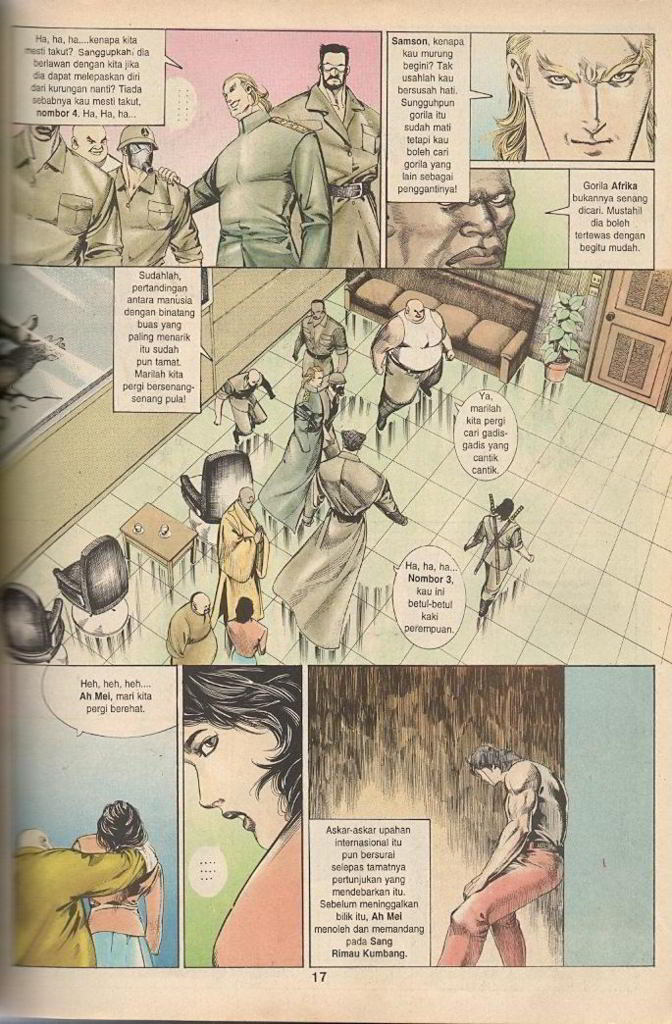 Ha, ha, ha....kenapa kita
mesti takut? Sanggupkah dia
berlawan dengan kita jika
dia dapat melepaskan diri
dari kurungan nanti? Tiada
sebabnya kau mesti takut,
nombor 4. Ha, Ha, ha...
Samson, kenapa
kau murung
begini? Tak
usahlah kau
bersusah hati.
Sungguhpun
gorila itu
sudah mati
tetapi kau
boleh cari
gorila yang
lain sebagai
penggantinya!
Gorila Afrika
bukannya senang
dicari. Mustahil
dia boleh
tertewas dengan
begitu mudah.
Sudahlah,
pertandingan
antara manusia
dengan binatang
buas yang
paling menarik
itu sudah
pun tamat.
Marilah kita
pergi bersenang-
senang pula!
Ya,
marilah
kita pergi
cari gadis-
gadis yang
cantik
cantik.
Ha, ha, ha...
Nombor 3,
kau ini
betul-betul
kaki
perempuan.
Heh, heh, heh....
Ah Mei, mari kita
pergi berehat.
Askar-askar upahan
internasional itu
pun bersurai
selepas tamatnya
pertunjukan yang
mendebarkan itu.
Sebelum meninggalkan
bilik itu, Ah Mei
menoleh dan memandang
pada Sang
Rimau Kumbang.
17